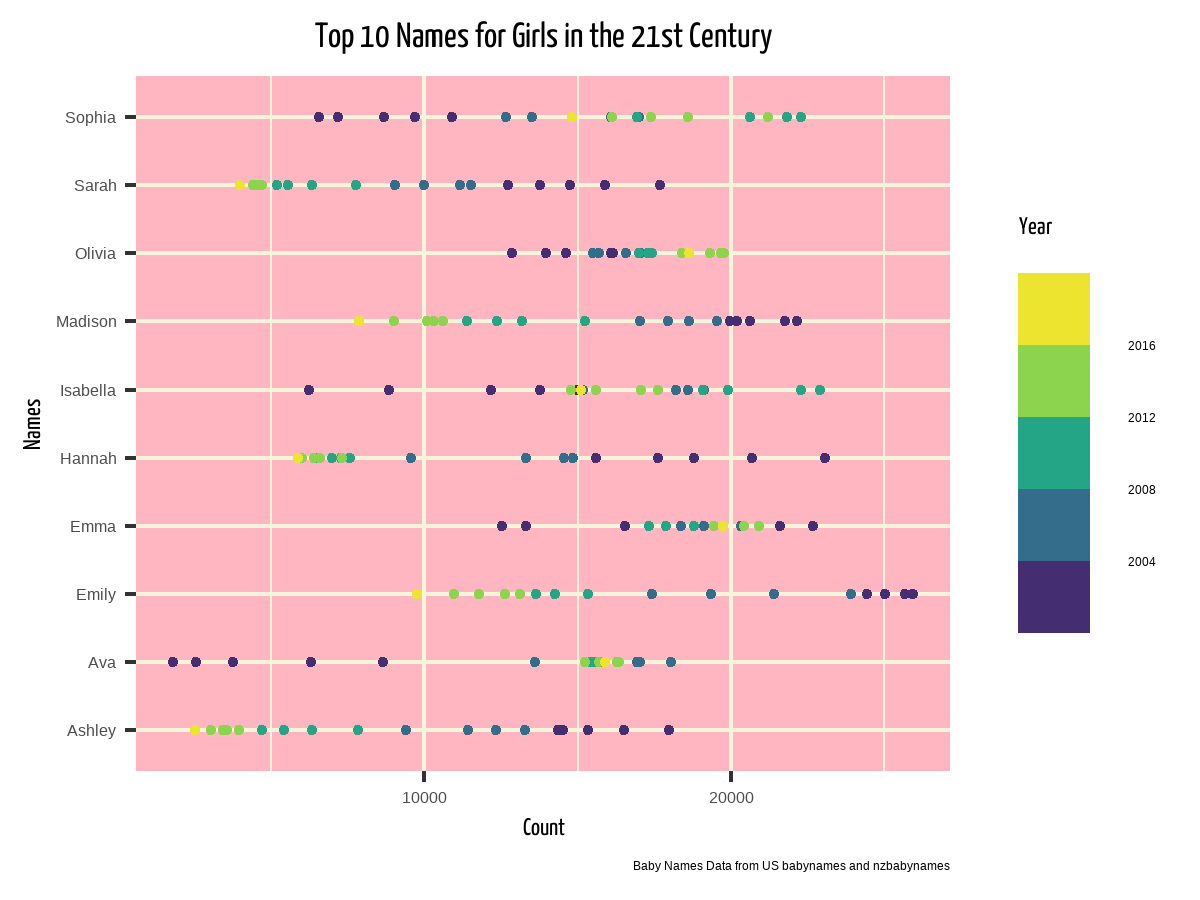 Top 10 Names for Girls in the 21st Century
Names
Sophia
Sarah
Olivia
Madison
Isabella
Hannah
Emma
Emily
Ava
Ashley
10000 20000
Count
Year
2016
2012
2008
2004
Baby Names Data from US babynames and nzbabynames